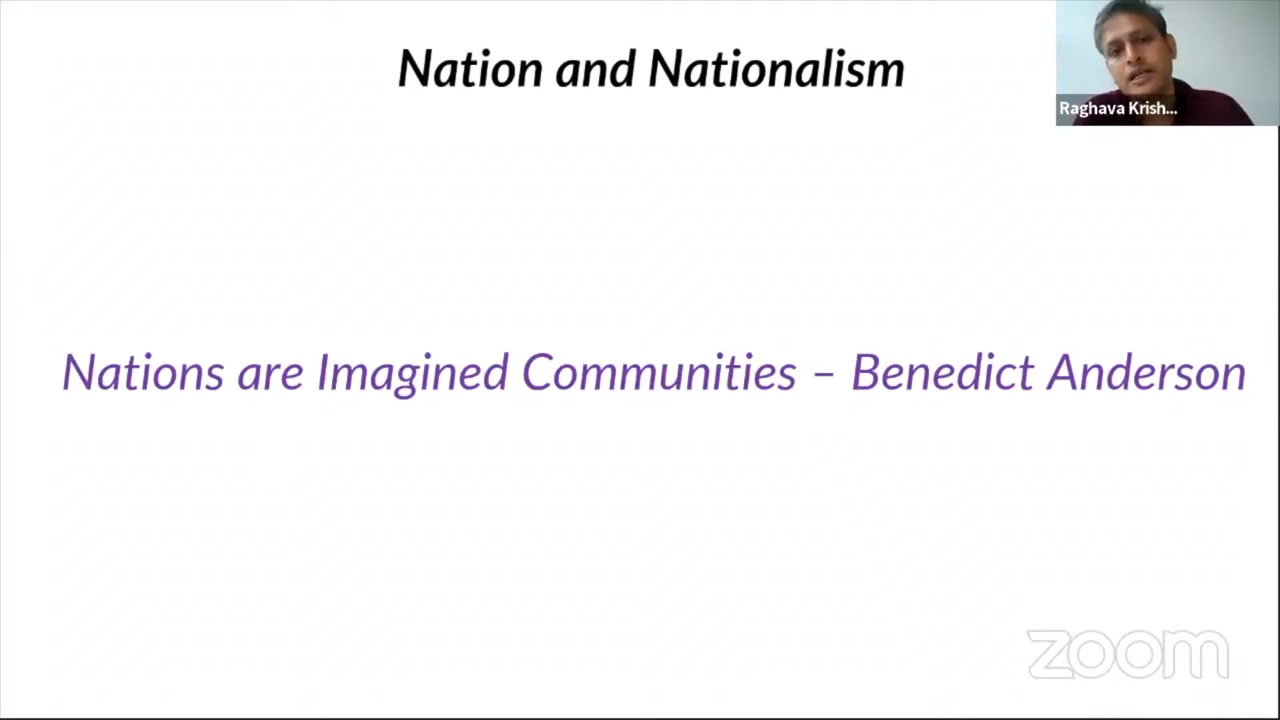 Nation and Nationalism
Raghava Krish...
Nations are Imagined Communities – Benedict Anderson
zoom